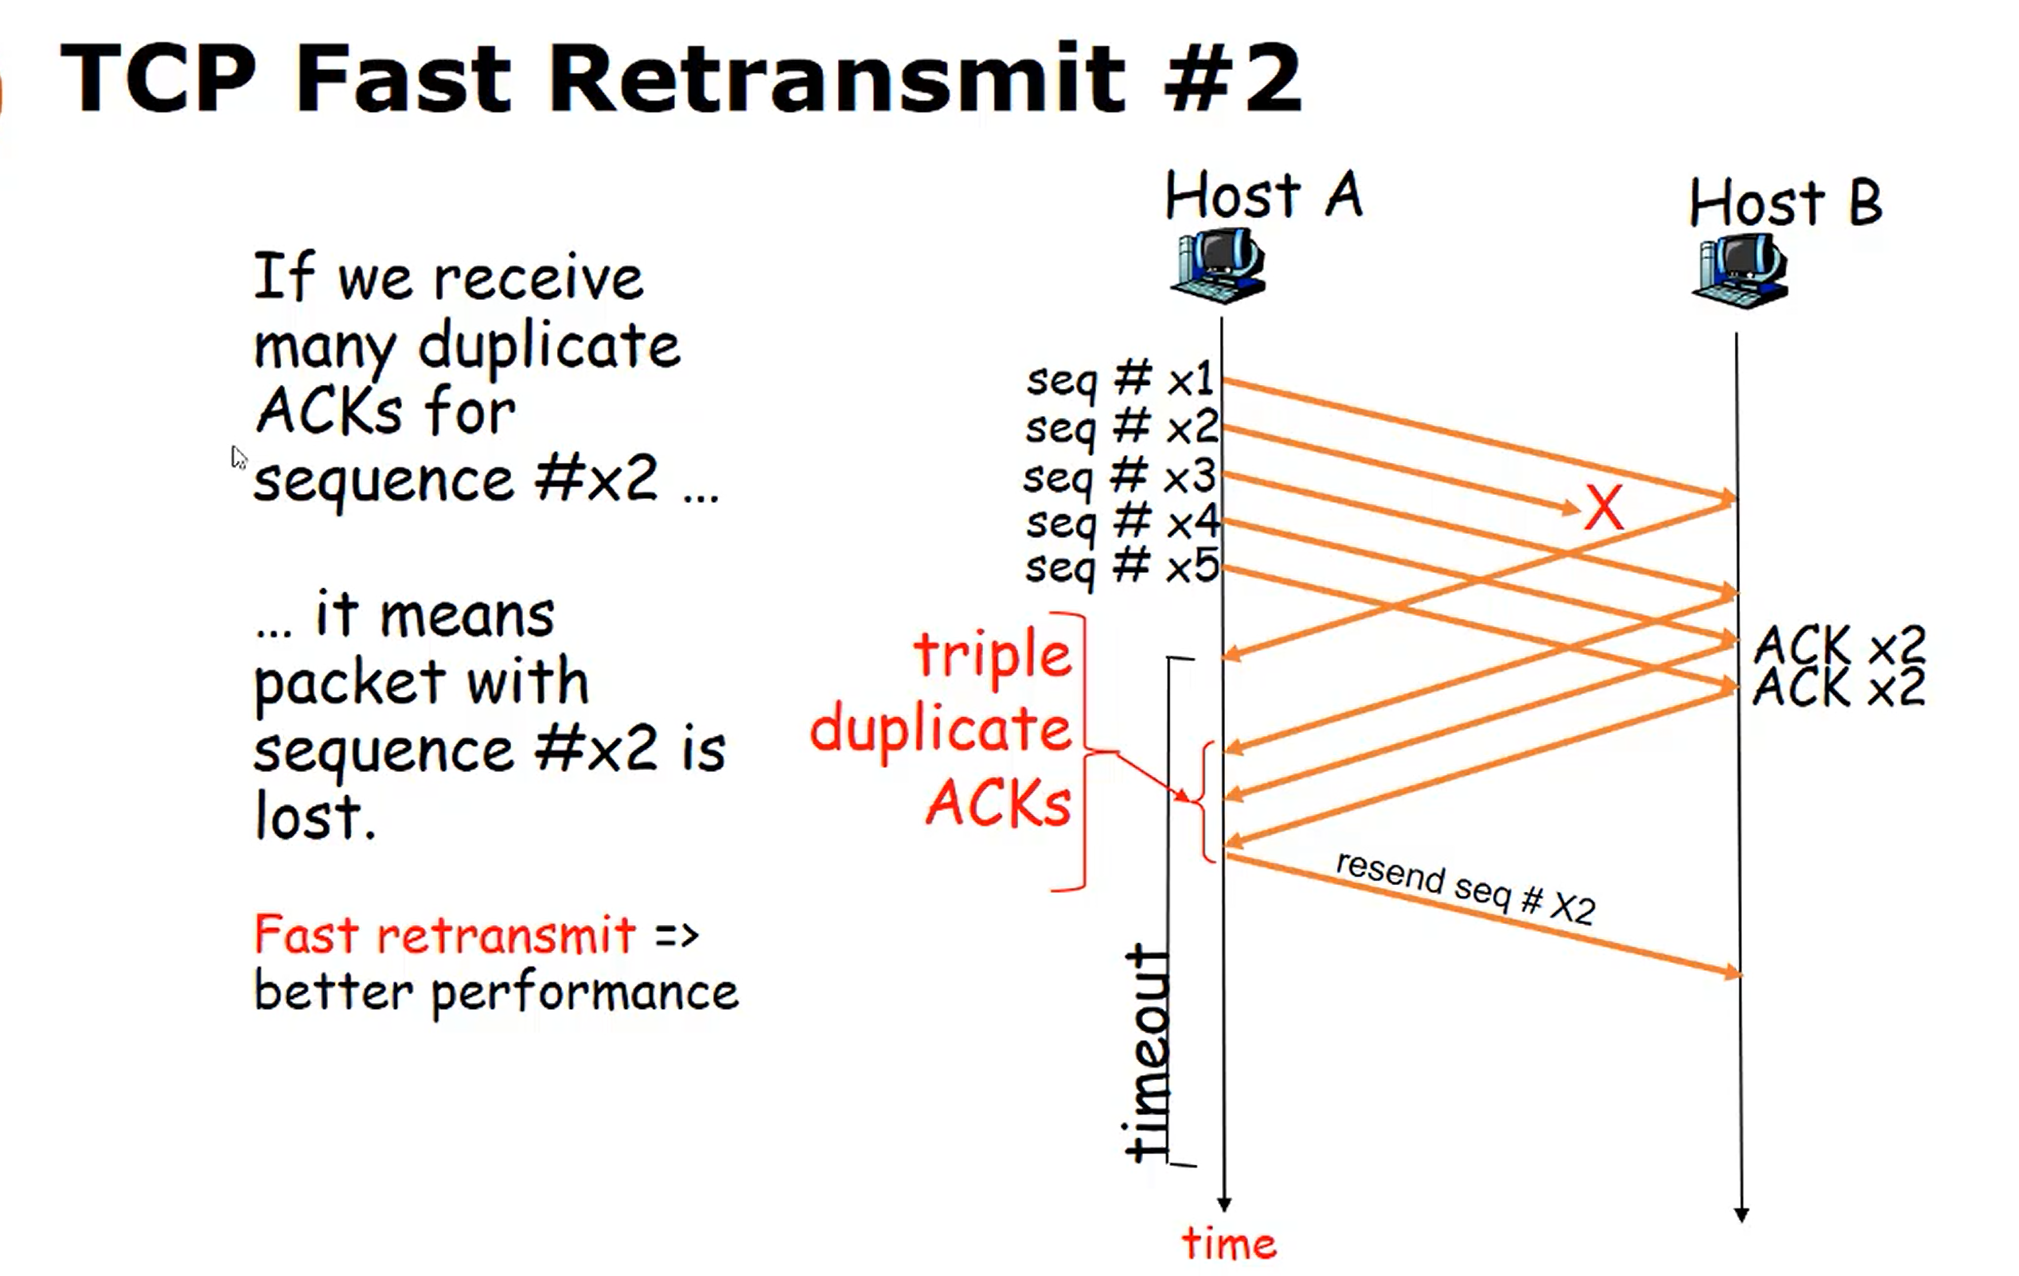 TCP Fast Retransmit #2
If we receive
many duplicate
ACKs for
sequence #x2 ...
... it means
packet with
sequence #x2 is
lost.
Fast retransmit =>
better performance
Host A
Host B
seq # x1
seq # x2
seq # x3
seq # x4
seq # x5
X
ACK x2
ACK x2
triple
duplicate
ACKs
resend seq # X2
timeout
time